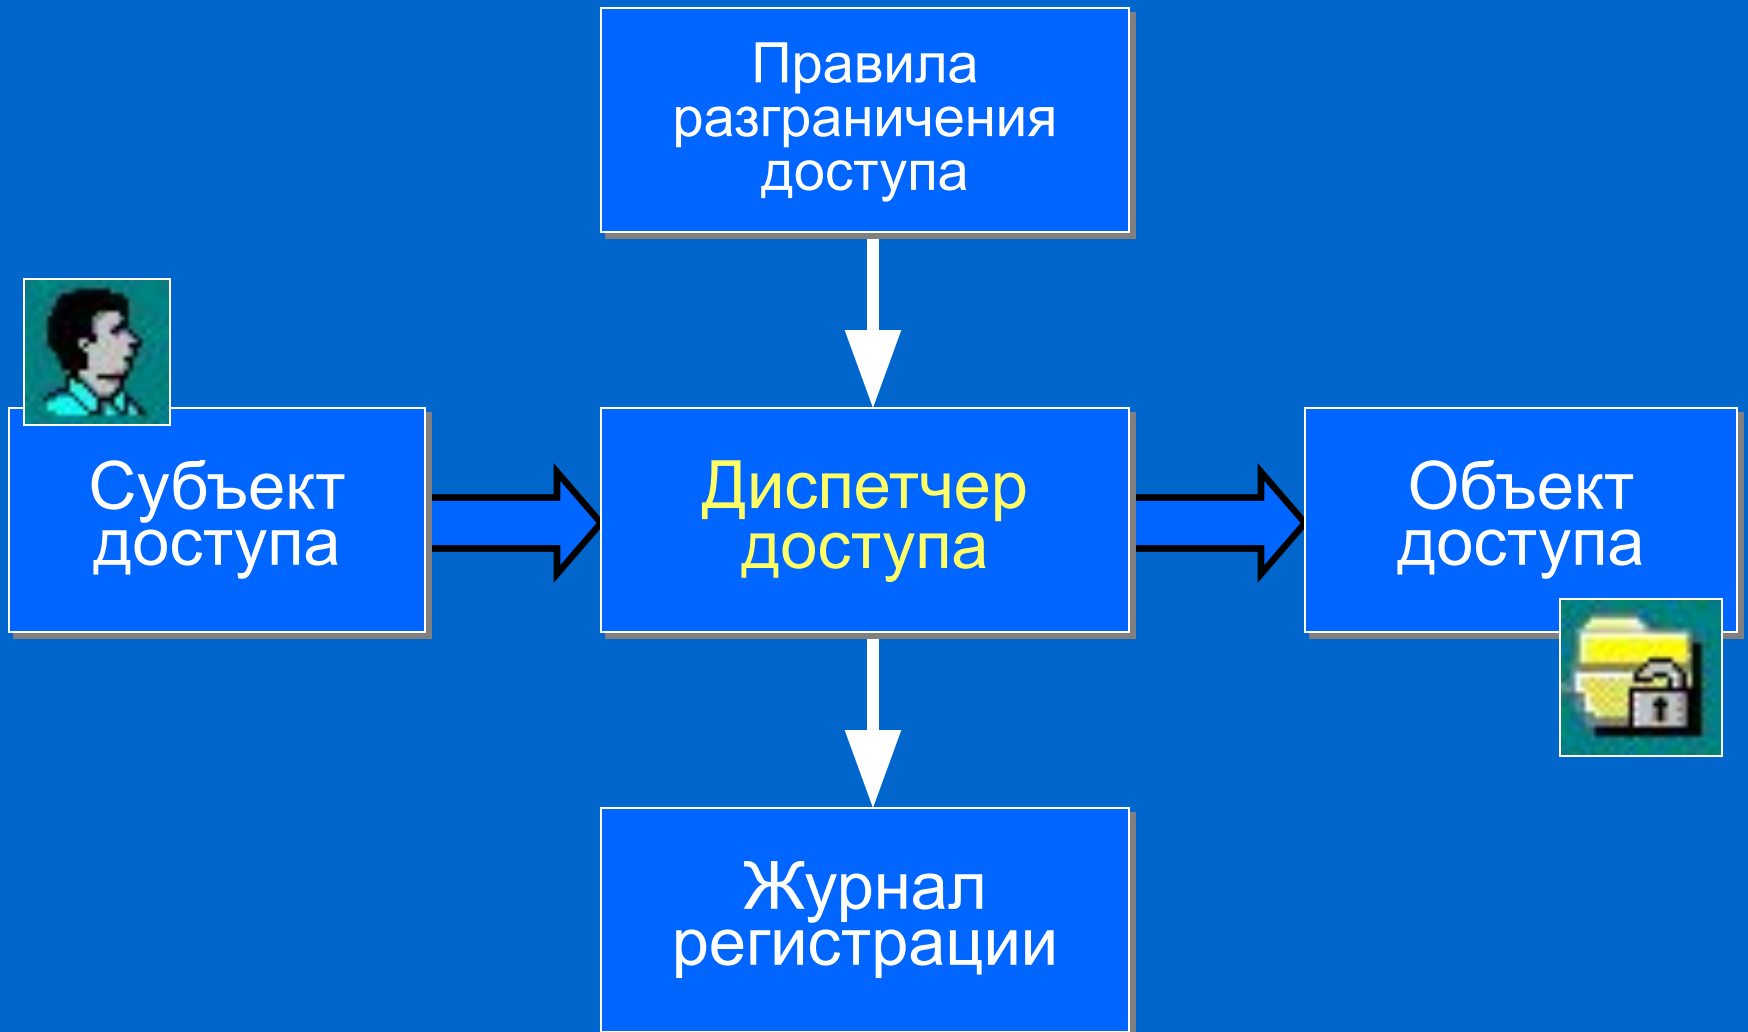 Правила
разграничения
доступа
Субъект
доступа
Диспетчер
доступа
Объект
доступа
Журнал
регистрации